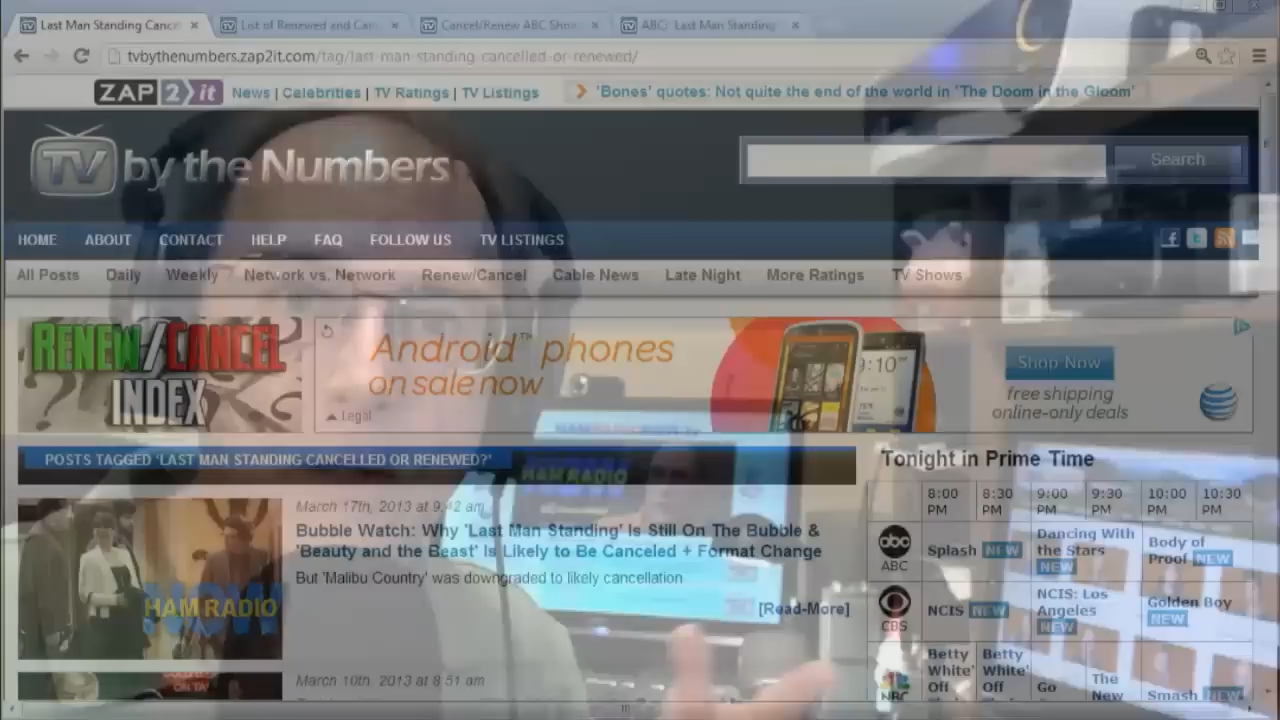 Last Man Standing Cance
List of Renewed and Can
Cancel/Renew ABC Show
ABC: Last Man Standing
tvbythenumbers.zap2it.com/tag/last-man-standing-cancelled-or-renewed/
ZAP2it News | Celebrities | TV Ratings | TV Listings
'Bones' quotes: Not quite the end of the world in 'The Doom in the Gloom'
TV by the Numbers
Search
HOME ABOUT CONTACT HELP FAQ FOLLOW US TV LISTINGS
All Posts Daily Weekly Network vs. Network Renew/Cancel Cable News Late Night More Ratings TV Shows
RENEW/CANCEL
INDEX
Android™ phones
on sale now
Legal
9:10
Shop Now
free shipping
online-only deals
POSTS TAGGED 'LAST MAN STANDING CANCELLED OR RENEWED?'
HAM RADIO
March 17th, 2013 at 9:42 am
Bubble Watch: Why 'Last Man Standing' Is Still On The Bubble &
'Beauty and the Beast' Is Likely to Be Canceled + Format Change
But 'Malibu Country' was downgraded to likely cancellation
[Read-More]
HAM RADIO
NOW
March 10th, 2013 at 8:51 am
Tonight in Prime Time
8:00 PM 8:30 PM 9:00 PM 9:30 PM 10:00 PM 10:30 PM
abc ABC Splash NEW Dancing With the Stars NEW Body of Proof NEW
CBS NCIS NEW NCIS: Los Angeles NEW Golden Boy NEW
NBC Betty White' Off Betty White' Off Go The New Smash NEW